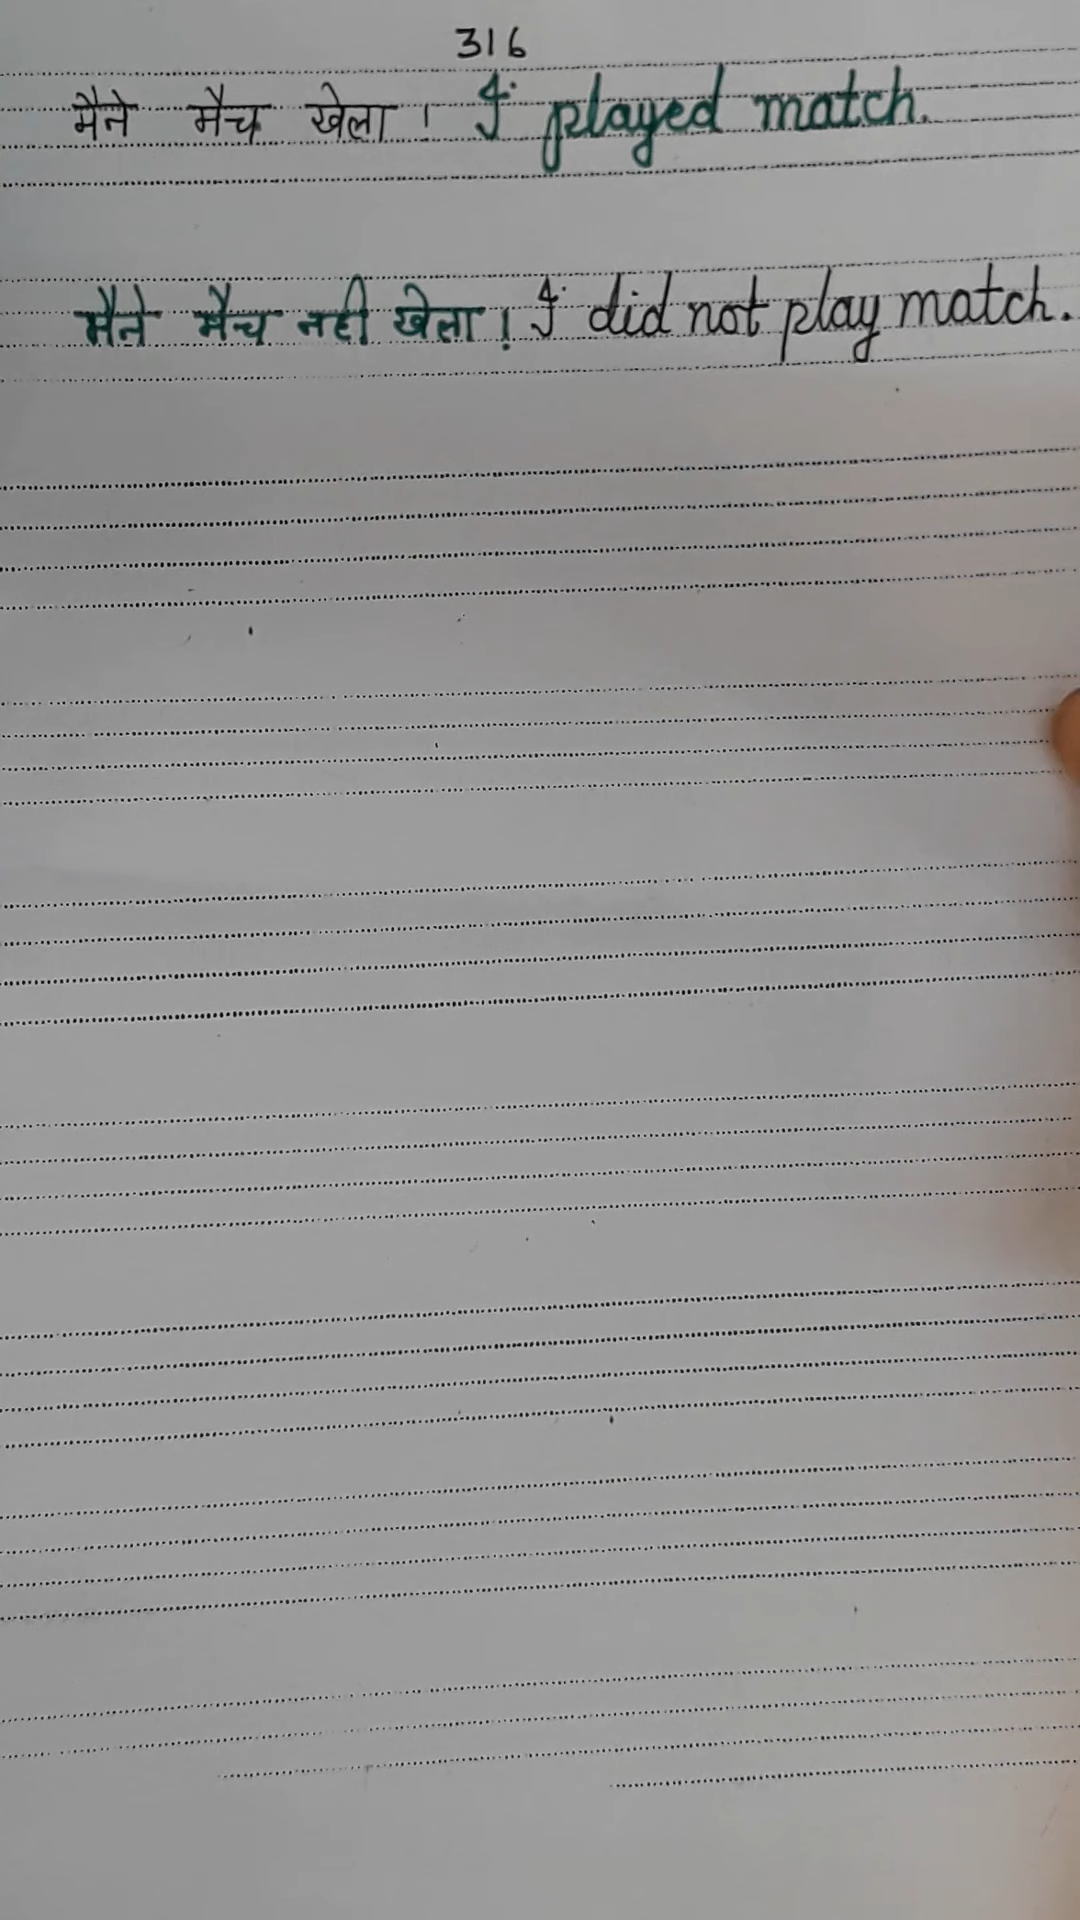 316
मैने मैच खेला । I played match.
मैने मैच नही खेला । I did not play match.